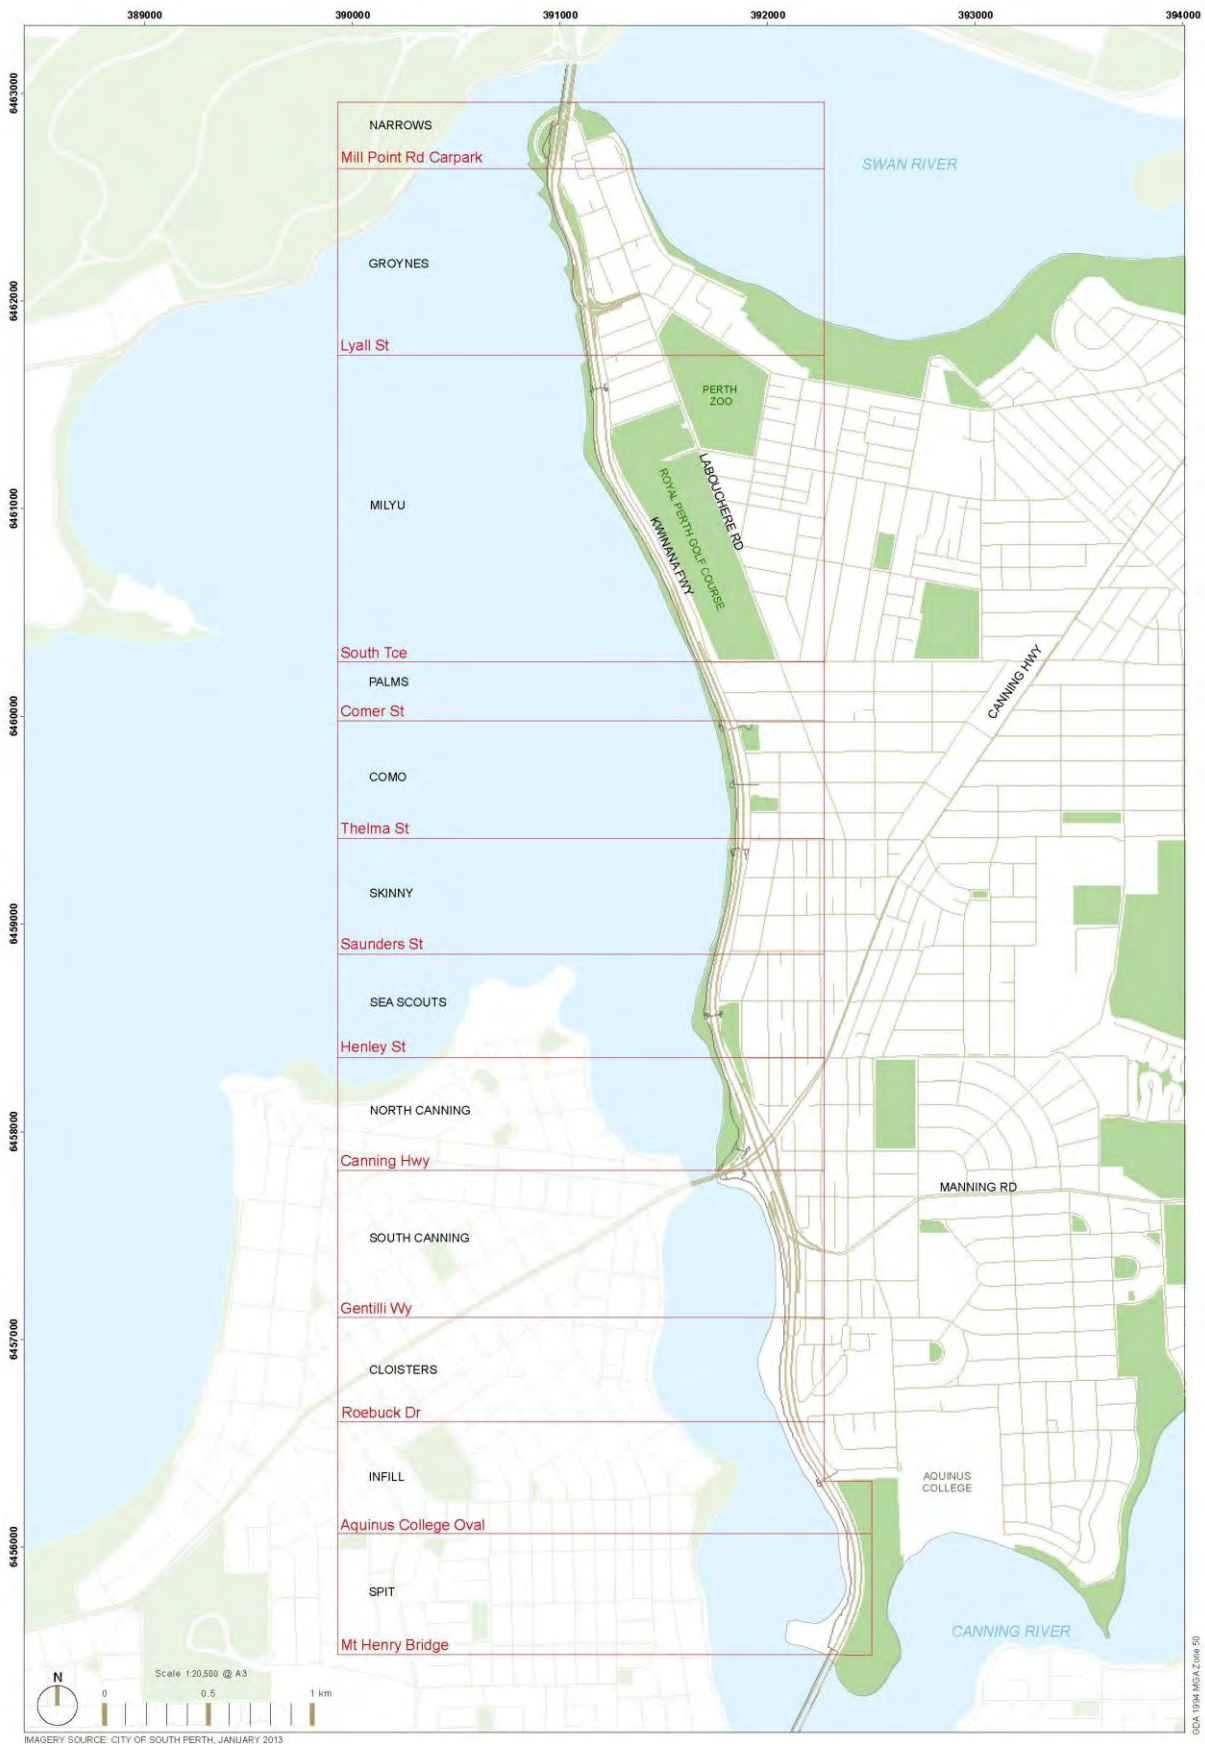 389000 390000 391000 392000 393000 394000
6463000
NARROWS
Mill Point Rd Carpark
SWAN RIVER
GROYNES
6462000
Lyall St
PERTH
ZOO
LABOUCHERE RD
ROYAL PERTH GOLF COURSE
KWINANA FWY
MILYU
6461000
South Tce
PALMS
CANNING HWY
Comer St
6460000
COMO
Thelma St
SKINNY
6459000
Saunders St
SEA SCOUTS
Henley St
NORTH CANNING
6458000
Canning Hwy
MANNING RD
SOUTH CANNING
Gentilli Wy
6457000
CLOISTERS
Roebuck Dr
INFILL
AQUINUS
COLLEGE
Aquinus College Oval
6456000
SPIT
CANNING RIVER
Mt Henry Bridge
N
Scale 1:20,500 @ A3
0 0.5 1 km
GDA 1994 MGA Zone 50
IMAGERY SOURCE: CITY OF SOUTH PERTH, JANUARY 2013